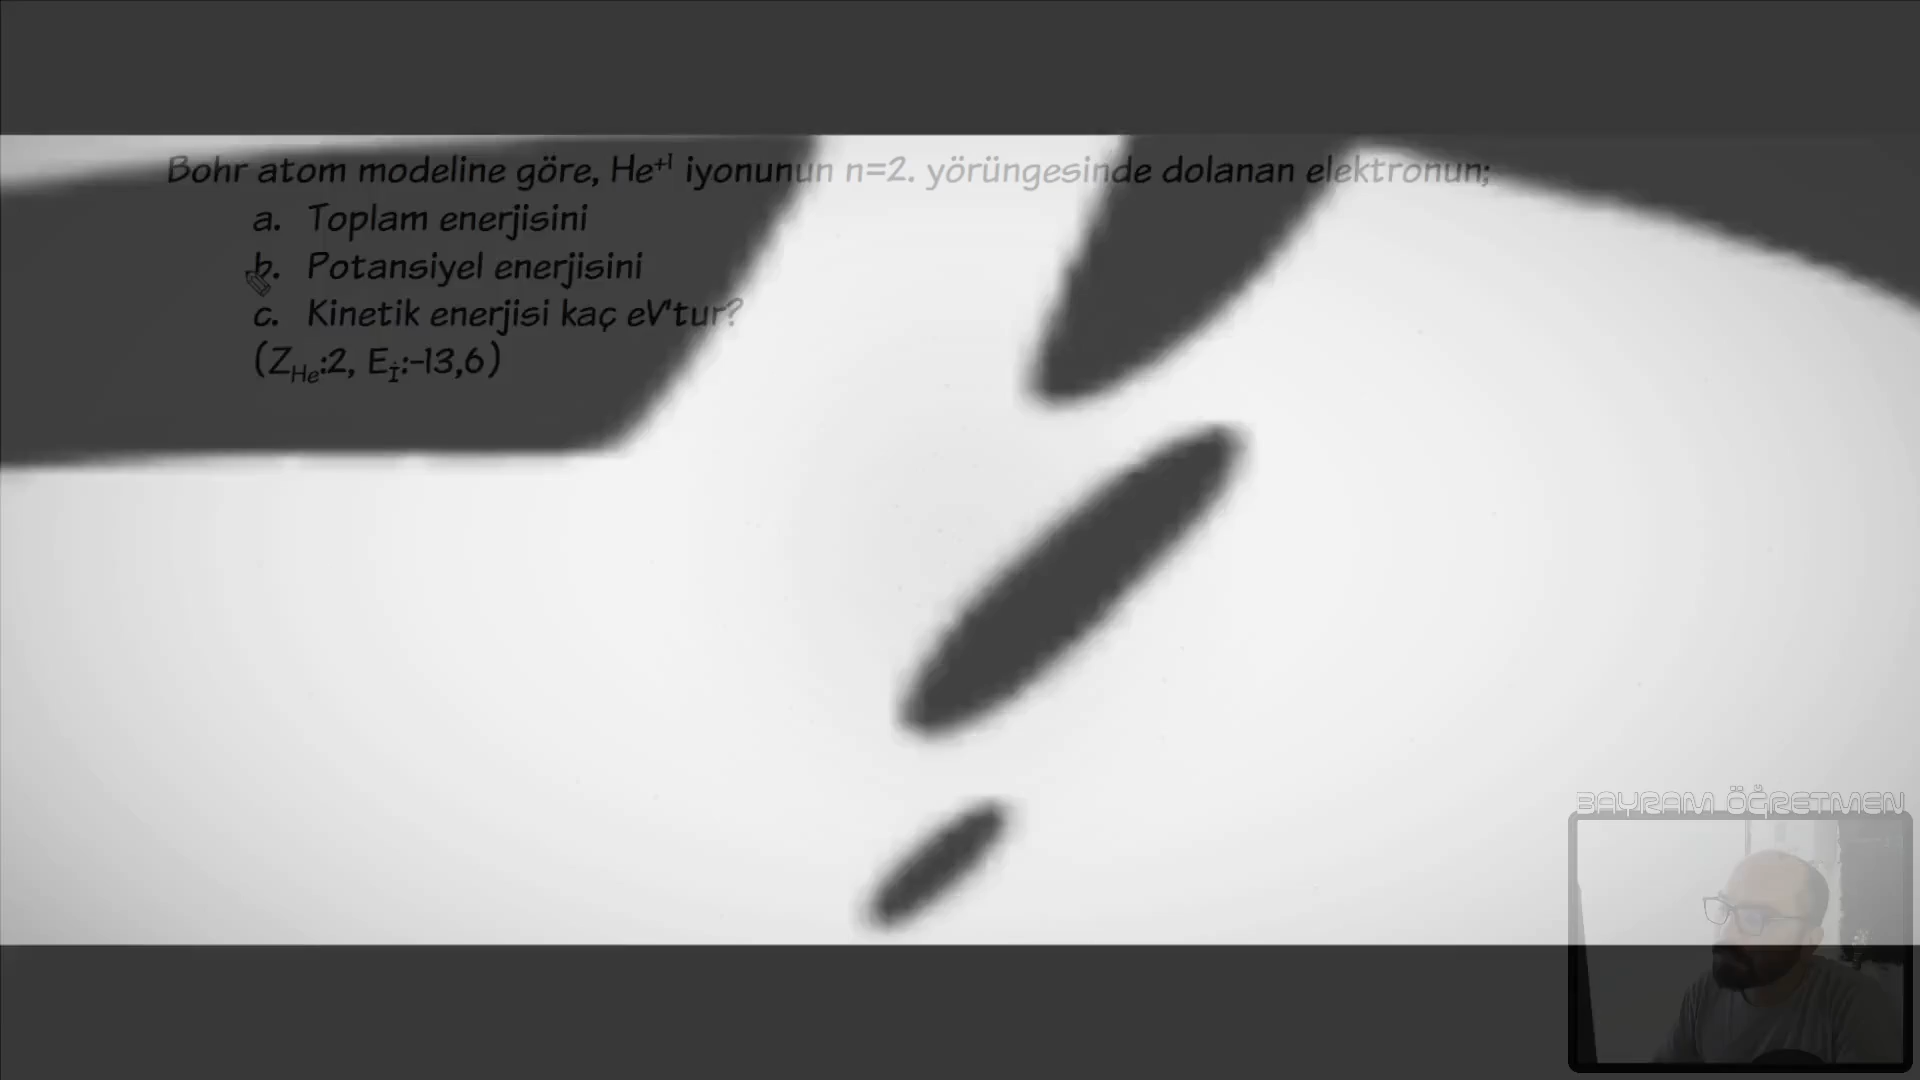 Bohr atom modeline göre, He⁺¹ iyonunun n=2. yörüngesinde dolanan elektronun;
a. Toplam enerjisini
b. Potansiyel enerjisini
c. Kinetik enerjisi kaç eV'tur?
(Z_He:2, E_İ:-13,6)
BAYRAM ÖĞRETMEN